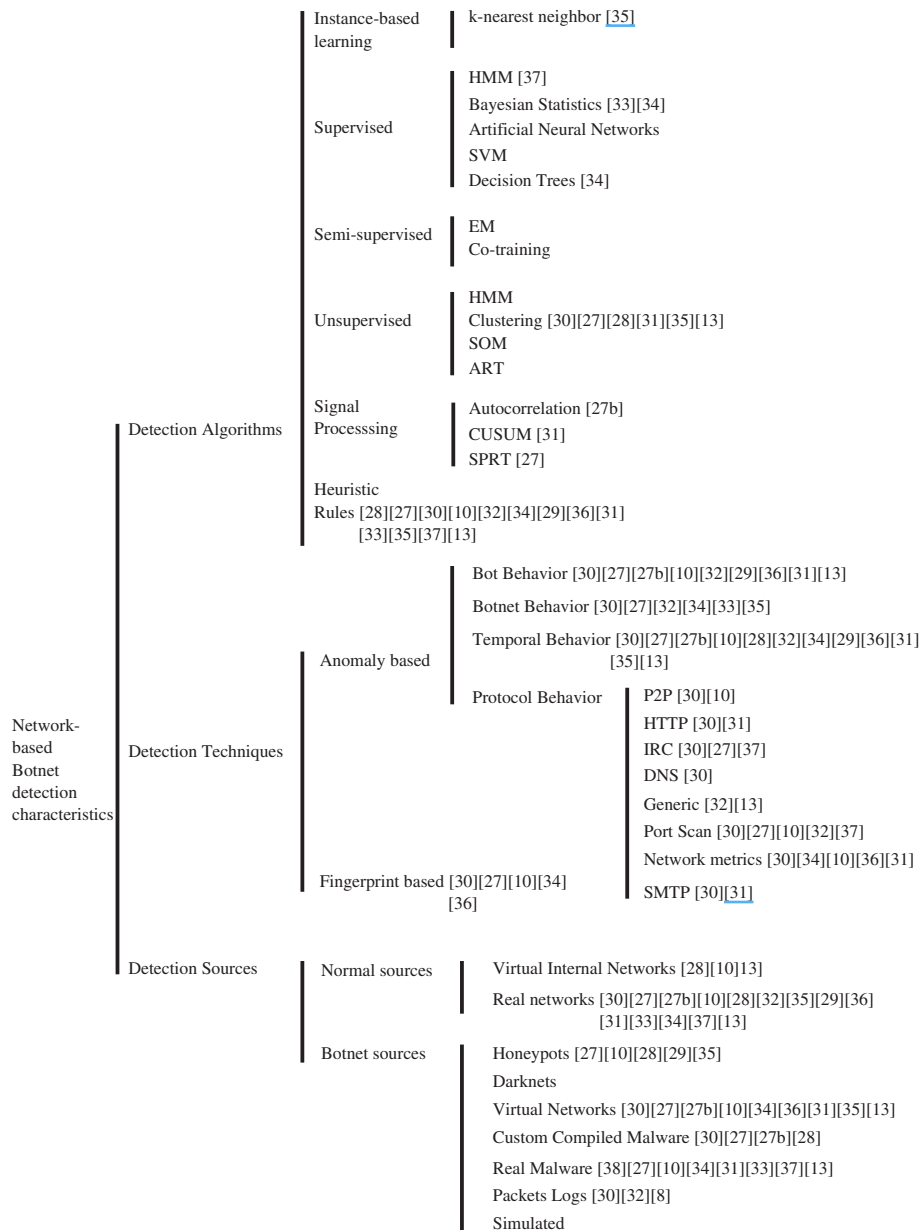 Instance-based
learning
k-nearest neighbor [35]
Supervised
HMM [37]
Bayesian Statistics [33][34]
Artificial Neural Networks
SVM
Decision Trees [34]
Semi-supervised
EM
Co-training
Unsupervised
HMM
Clustering [30][27][28][31][35][13]
SOM
ART
Detection Algorithms
Signal
Processsing
Autocorrelation [27b]
CUSUM [31]
SPRT [27]
Heuristic
Rules [28][27][30][10][32][34][29][36][31]
[33][35][37][13]
Network-
based
Botnet
detection
characteristics
Detection Techniques
Anomaly based
Bot Behavior [30][27][27b][10][32][29][36][31][13]
Botnet Behavior [30][27][32][34][33][35]
Temporal Behavior [30][27][27b][10][28][32][34][29][36][31]
[35][13]
Protocol Behavior
P2P [30][10]
HTTP [30][31]
IRC [30][27][37]
DNS [30]
Generic [32][13]
Port Scan [30][27][10][32][37]
Network metrics [30][34][10][36][31]
SMTP [30][31]
Fingerprint based [30][27][10][34]
[36]
Detection Sources
Normal sources
Virtual Internal Networks [28][10]13]
Real networks [30][27][27b][10][28][32][35][29][36]
[31][33][34][37][13]
Botnet sources
Honeypots [27][10][28][29][35]
Darknets
Virtual Networks [30][27][27b][10][34][36][31][35][13]
Custom Compiled Malware [30][27][27b][28]
Real Malware [38][27][10][34][31][33][37][13]
Packets Logs [30][32][8]
Simulated